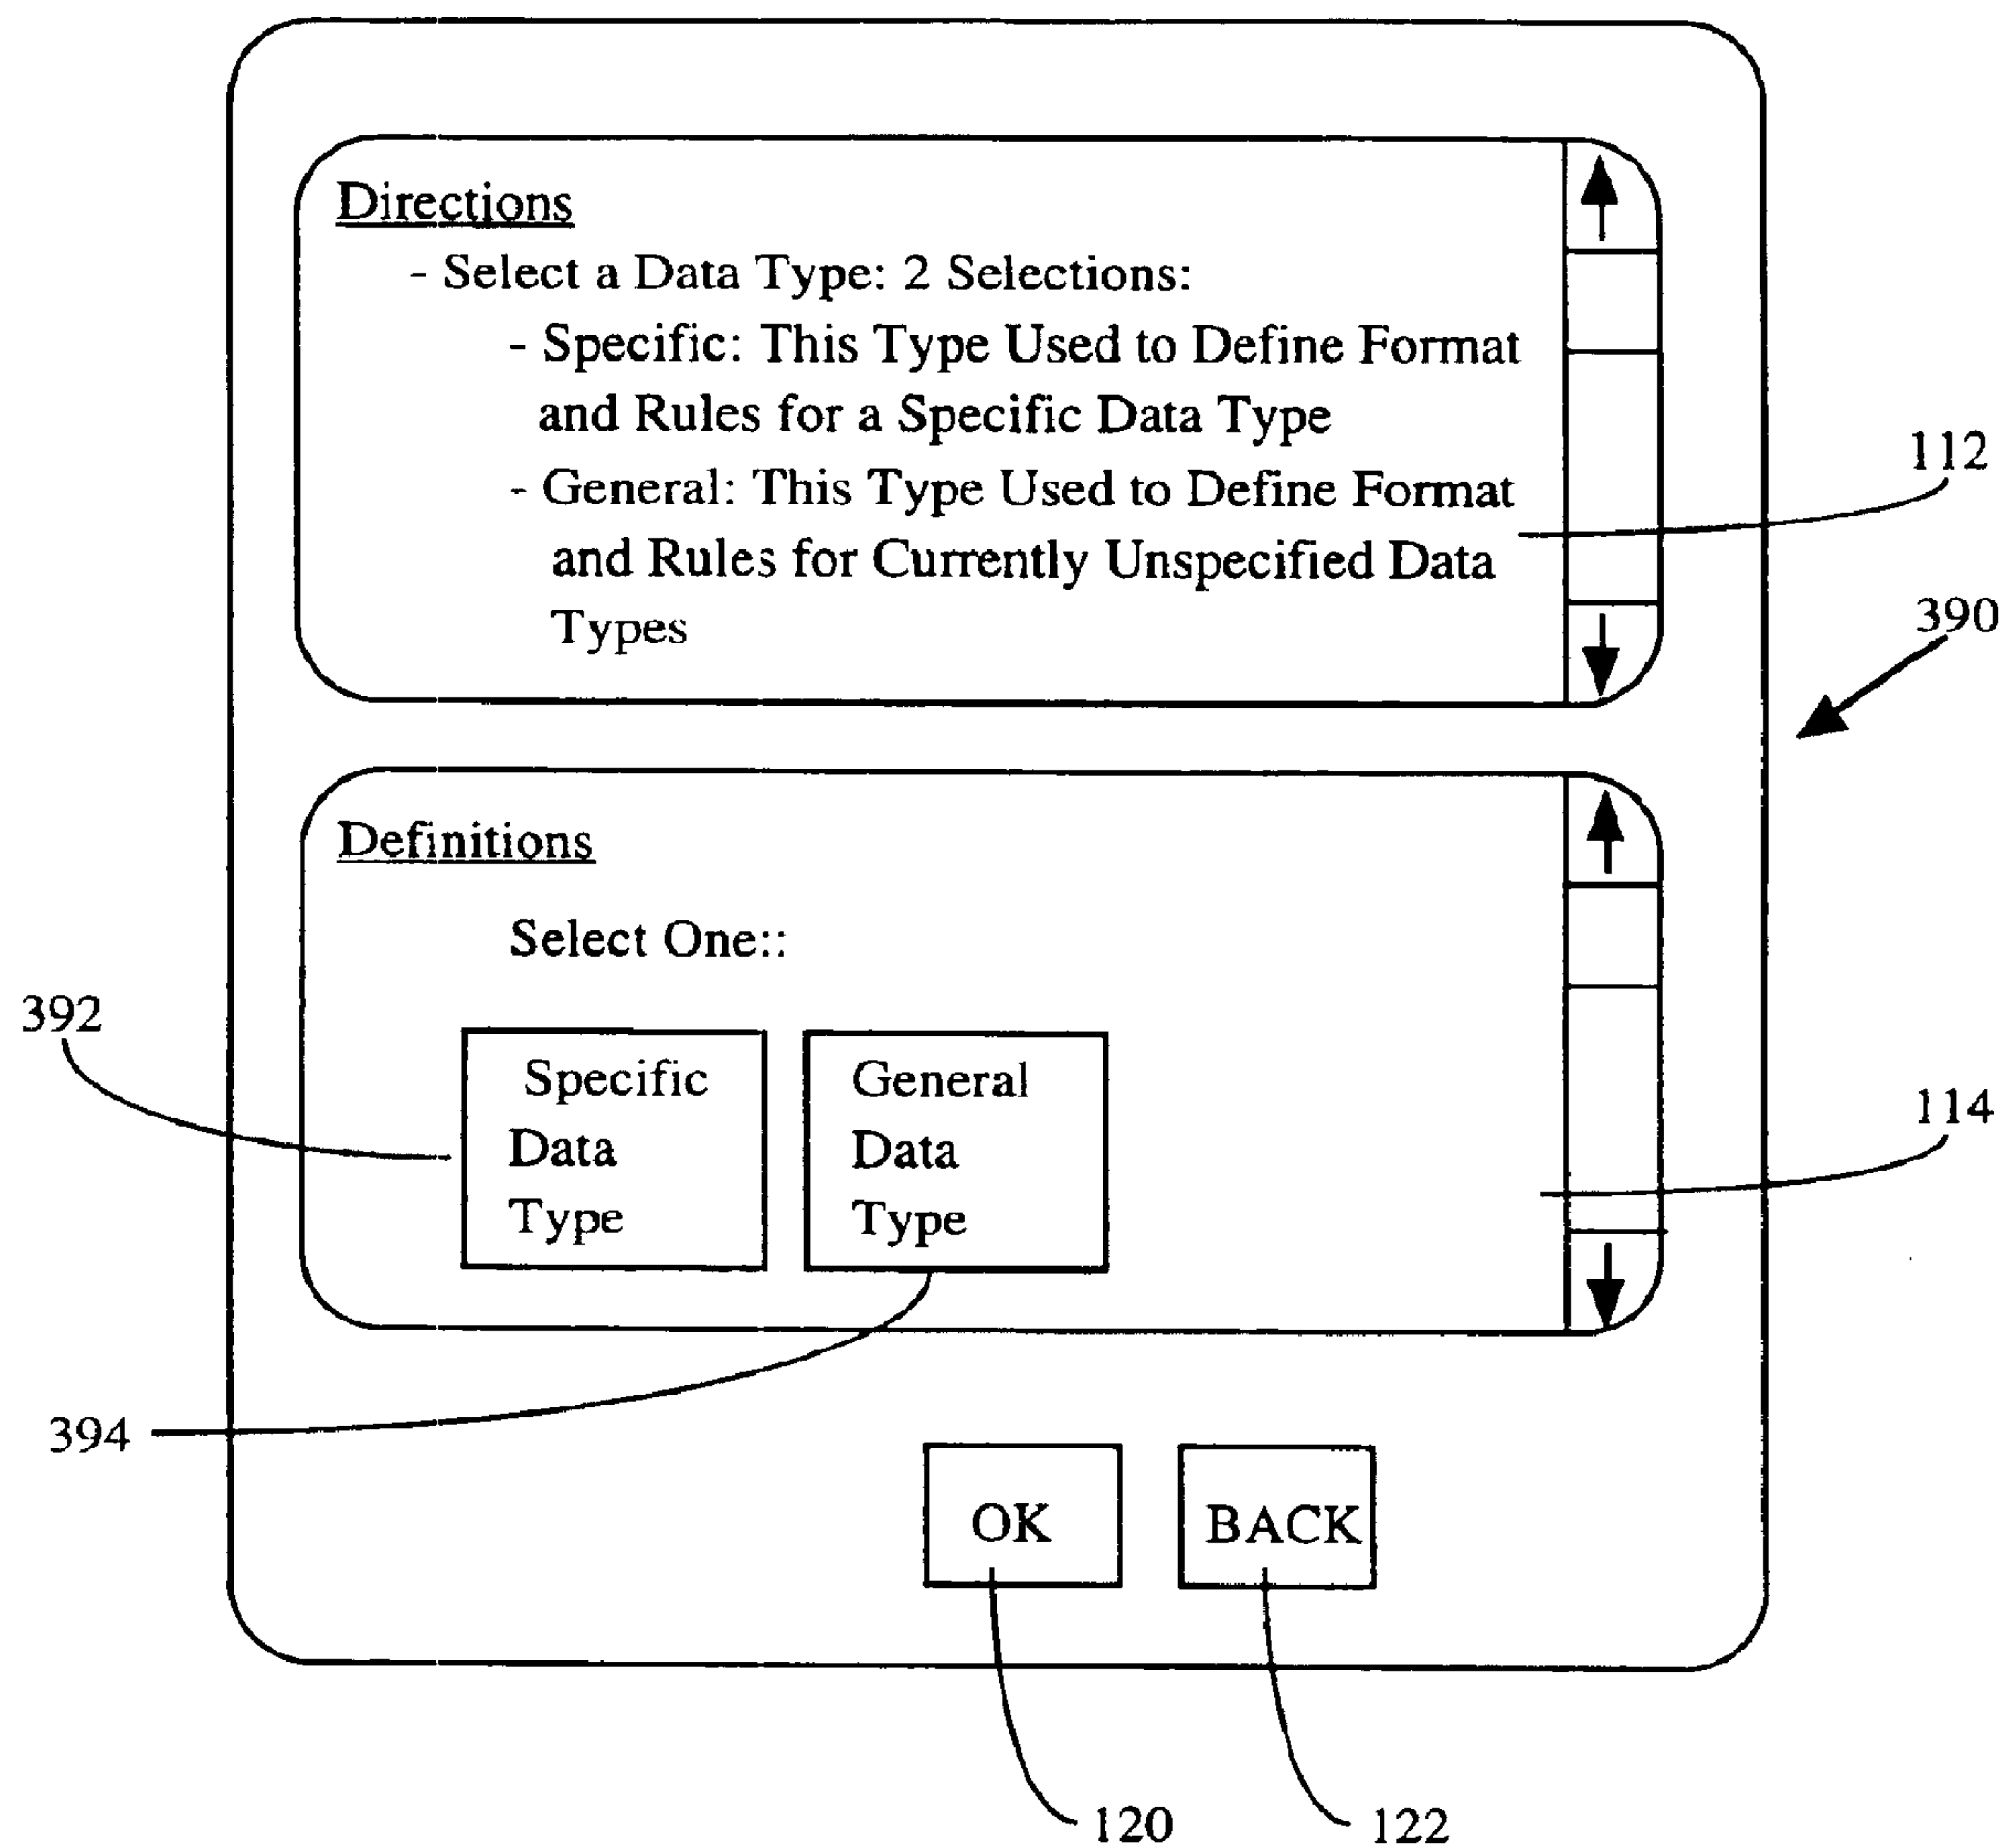 Directions
- Select a Data Type: 2 Selections:
- Specific: This Type Used to Define Format
and Rules for a Specific Data Type
- General: This Type Used to Define Format
and Rules for Currently Unspecified Data
Types
112
390
Definitions
Select One::
392
Specific
Data
Type
General
Data
Type
114
394
OK
BACK
120
122